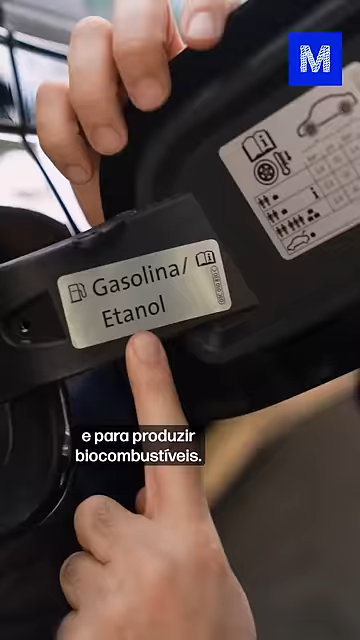 M
Gasolina/
Etanol
e para produzir
biocombustíveis.